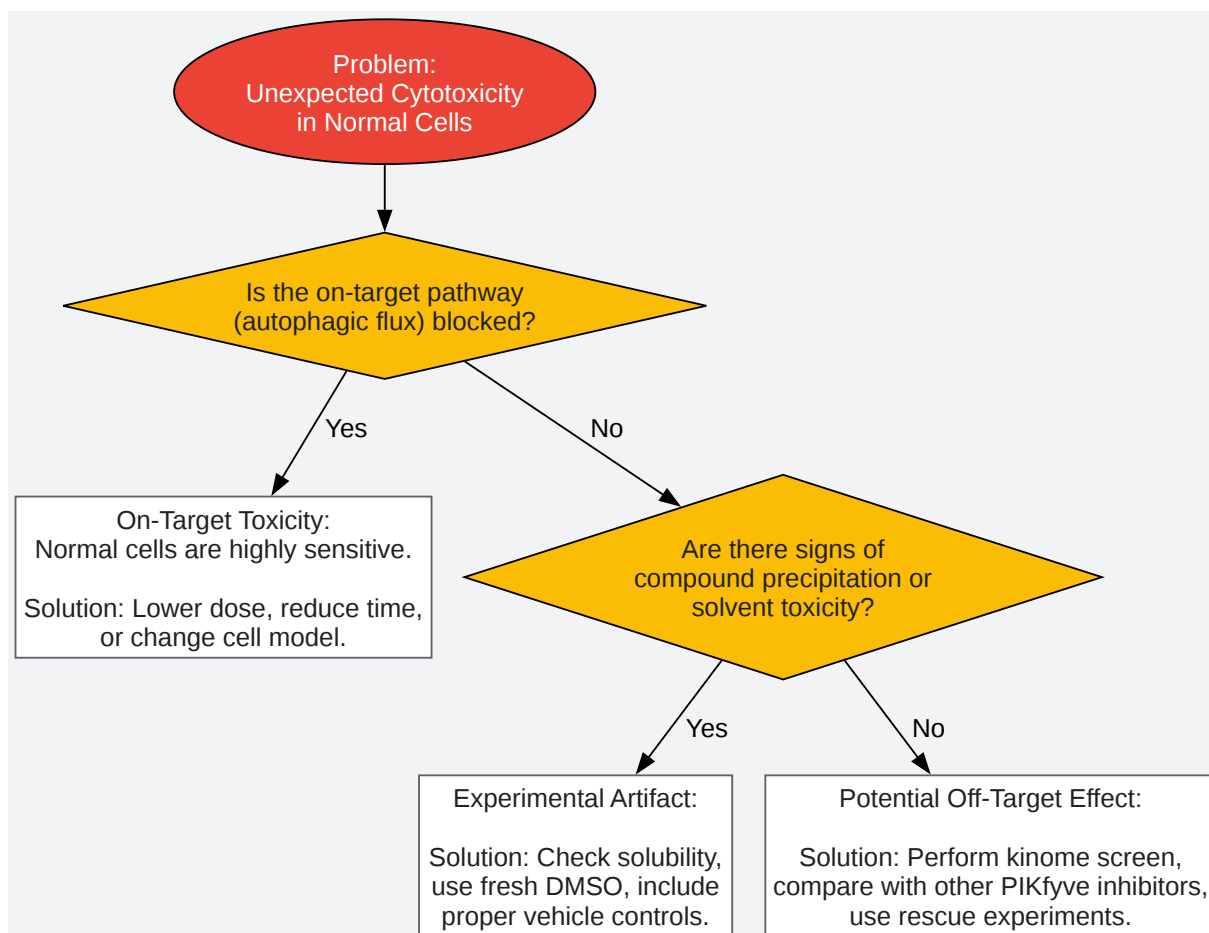 Problem:
Unexpected Cytotoxicity
in Normal Cells
Is the on-target pathway
(autophagic flux) blocked?
Yes
No
On-Target Toxicity:
Normal cells are highly sensitive.
Solution: Lower dose, reduce time,
or change cell model.
Are there signs of
compound precipitation or
solvent toxicity?
Yes
No
Experimental Artifact:
Solution: Check solubility,
use fresh DMSO, include
proper vehicle controls.
Potential Off-Target Effect:
Solution: Perform kinome screen,
compare with other PIKfyve inhibitors,
use rescue experiments.